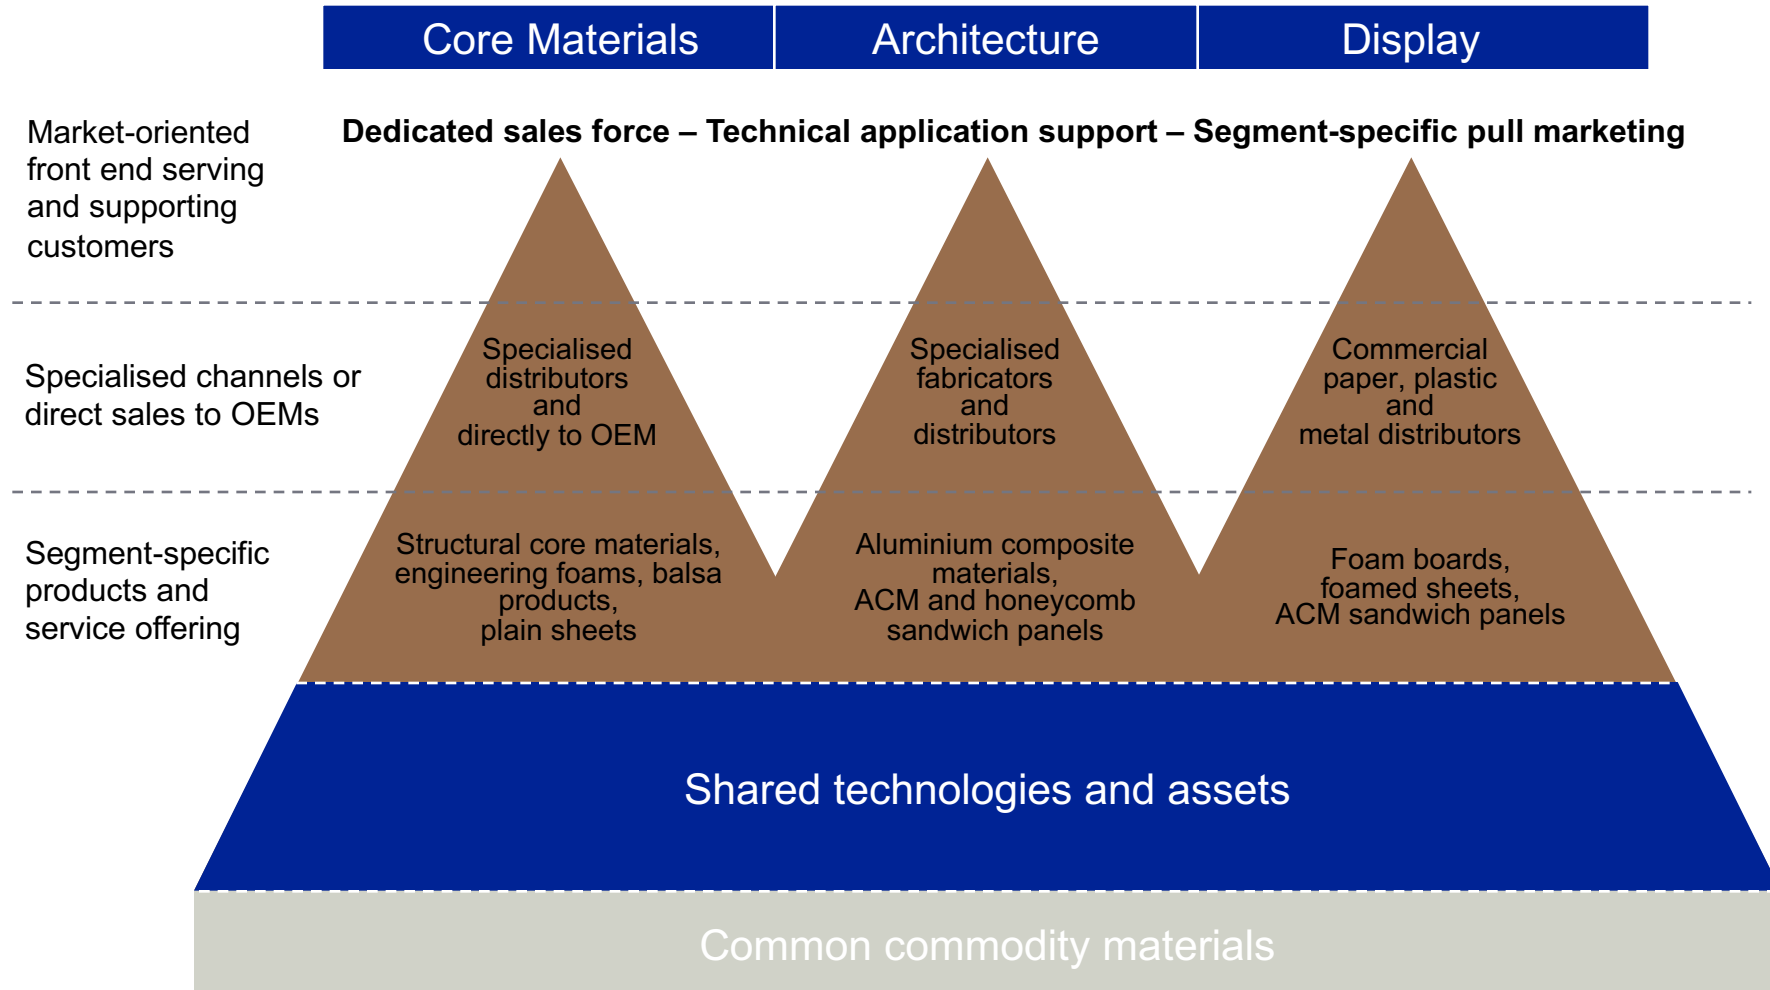 Core Materials
Architecture
Display
Market-oriented
front end serving
and supporting
customers
Dedicated sales force – Technical application support – Segment-specific pull marketing
Specialised channels or
direct sales to OEMs
Specialised
distributors
and
directly to OEM
Specialised
fabricators
and
distributors
Commercial
paper, plastic
and
metal distributors
Segment-specific
products and
service offering
Structural core materials,
engineering foams, balsa
products,
plain sheets
Aluminium composite
materials,
ACM and honeycomb
sandwich panels
Foam boards,
foamed sheets,
ACM sandwich panels
Shared technologies and assets
Common commodity materials